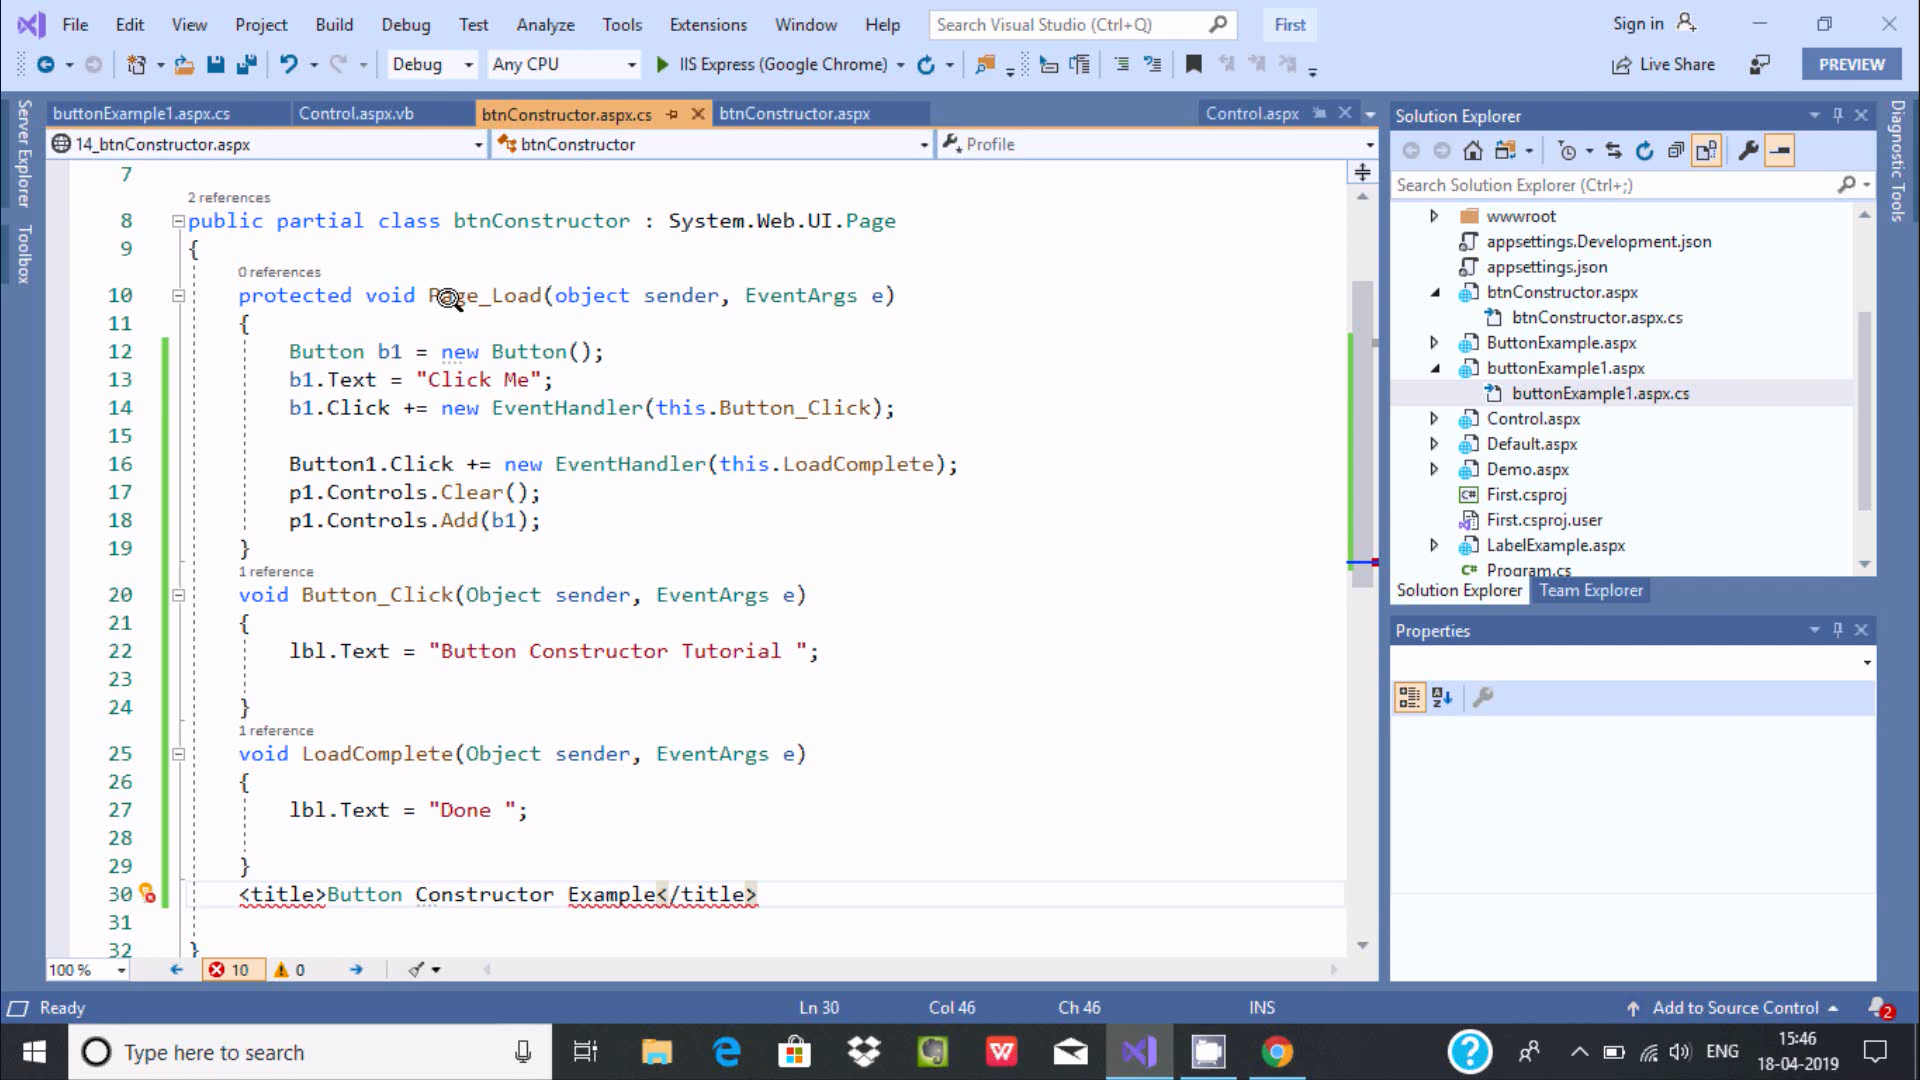 File Edit View Project Build Debug Test Analyze Tools Extensions Window Help Search Visual Studio (Ctrl+Q) First Sign in
Debug Any CPU IIS Express (Google Chrome) Live Share PREVIEW
Server Explorer
Toolbox
buttonExample1.aspx.cs Control.aspx.vb btnConstructor.aspx.cs btnConstructor.aspx Control.aspx
14_btnConstructor.aspx btnConstructor Profile
7
2 references
8 public partial class btnConstructor : System.Web.UI.Page
9 {
0 references
10 protected void Page_Load(object sender, EventArgs e)
11 {
12 Button b1 = new Button();
13 b1.Text = "Click Me";
14 b1.Click += new EventHandler(this.Button_Click);
15
16 Button1.Click += new EventHandler(this.LoadComplete);
17 p1.Controls.Clear();
18 p1.Controls.Add(b1);
19 }
1 reference
20 void Button_Click(Object sender, EventArgs e)
21 {
22 lbl.Text = "Button Constructor Tutorial ";
23
24 }
1 reference
25 void LoadComplete(Object sender, EventArgs e)
26 {
27 lbl.Text = "Done ";
28
29 }
30 <title>Button Constructor Example</title>
31
32 }
100 % 10 0
Solution Explorer
Search Solution Explorer (Ctrl+;)
wwwroot
appsettings.Development.json
appsettings.json
btnConstructor.aspx
btnConstructor.aspx.cs
ButtonExample.aspx
buttonExample1.aspx
buttonExample1.aspx.cs
Control.aspx
Default.aspx
Demo.aspx
First.csproj
First.csproj.user
LabelExample.aspx
C# Program.cs
Solution Explorer Team Explorer
Properties
Diagnostic Tools
Ready Ln 30 Col 46 Ch 46 INS Add to Source Control 2
Type here to search ENG 15:46
18-04-2019